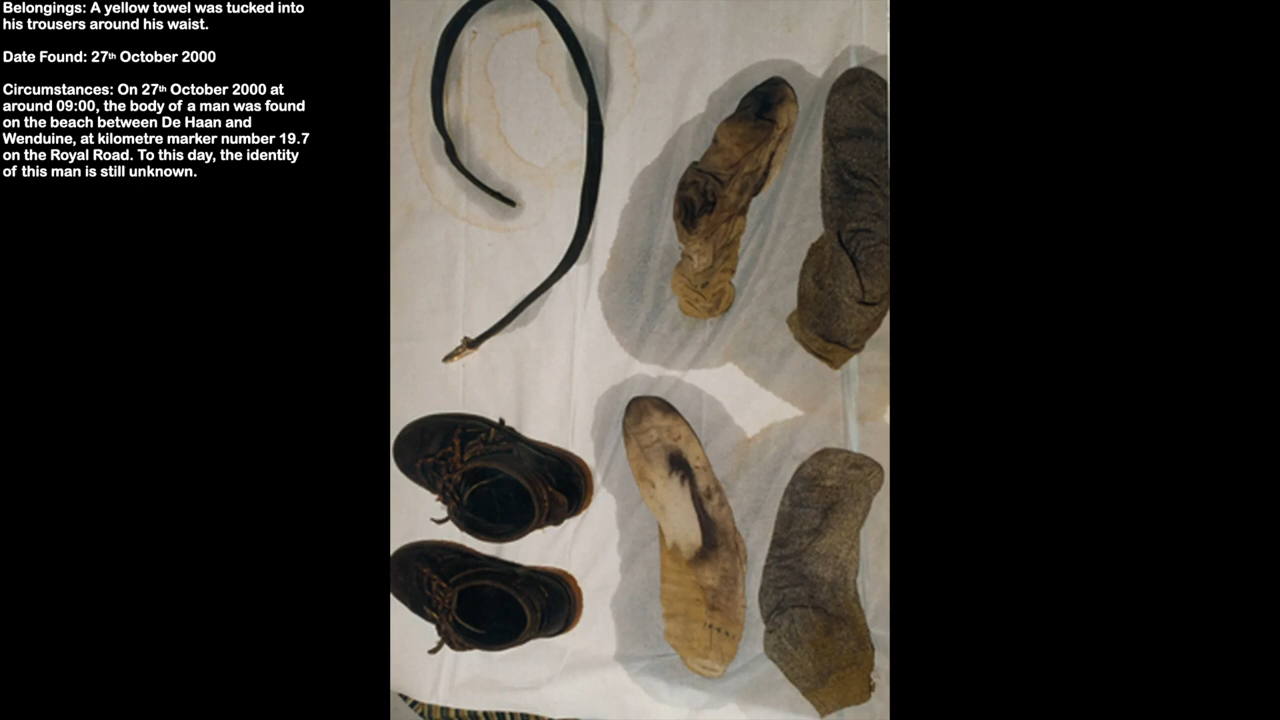 Belongings: A yellow towel was tucked into
his trousers around his waist.
Date Found: 27th October 2000
Circumstances: On 27th October 2000 at
around 09:00, the body of a man was found
on the beach between De Haan and
Wenduine, at kilometre marker number 19.7
on the Royal Road. To this day, the identity
of this man is still unknown.